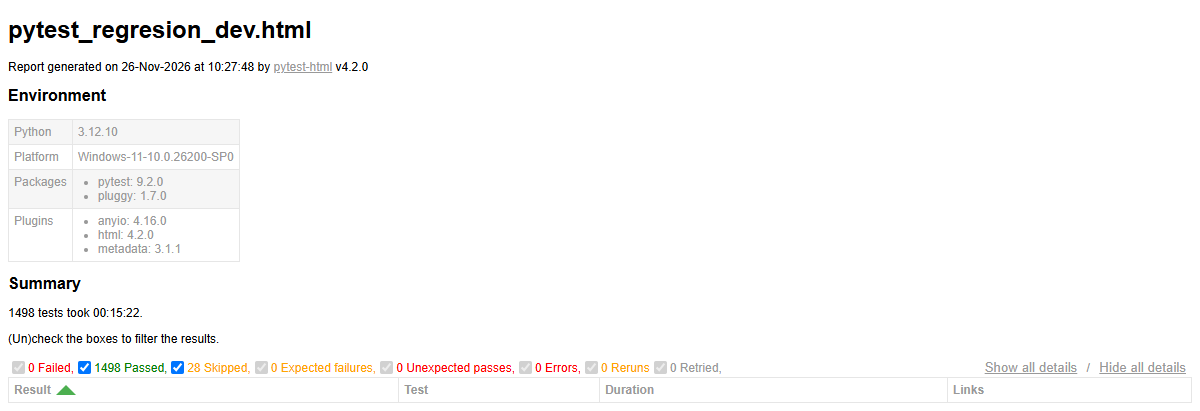 pytest_regresion_dev.html
Report generated on 26-Nov-2026 at 10:27:48 by pytest-html v4.2.0
Environment
Python 3.12.10
Platform Windows-11-10.0.26200-SP0
Packages
pytest: 9.2.0
pluggy: 1.7.0
Plugins
anyio: 4.16.0
html: 4.2.0
metadata: 3.1.1
Summary
1498 tests took 00:15:22.
(Un)check the boxes to filter the results.
0 Failed, 1498 Passed, 28 Skipped, 0 Expected failures, 0 Unexpected passes, 0 Errors, 0 Reruns 0 Retried, Show all details / Hide all details
Result Test Duration Links